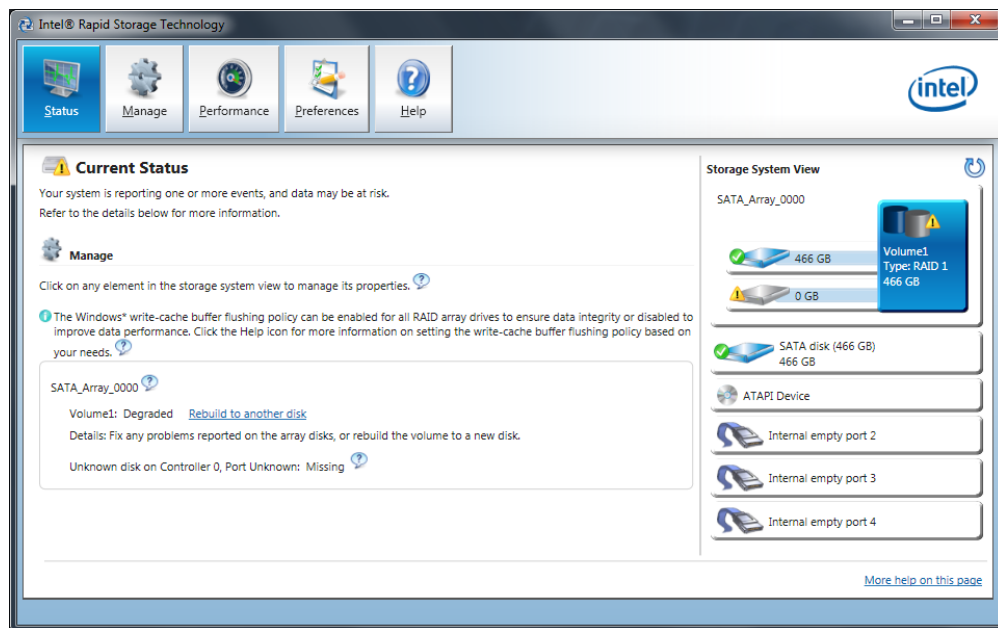 Intel® Rapid Storage Technology
Status
Manage
Performance
Preferences
Help
intel
Current Status
Your system is reporting one or more events, and data may be at risk.
Refer to the details below for more information.
Manage
Click on any element in the storage system view to manage its properties.
The Windows* write-cache buffer flushing policy can be enabled for all RAID array drives to ensure data integrity or disabled to
improve data performance. Click the Help icon for more information on setting the write-cache buffer flushing policy based on
your needs.
SATA_Array_0000
Volume1: Degraded Rebuild to another disk
Details: Fix any problems reported on the array disks, or rebuild the volume to a new disk.
Unknown disk on Controller 0, Port Unknown: Missing
Storage System View
SATA_Array_0000
466 GB
0 GB
Volume1
Type: RAID 1
466 GB
SATA disk (466 GB)
466 GB
ATAPI Device
Internal empty port 2
Internal empty port 3
Internal empty port 4
More help on this page